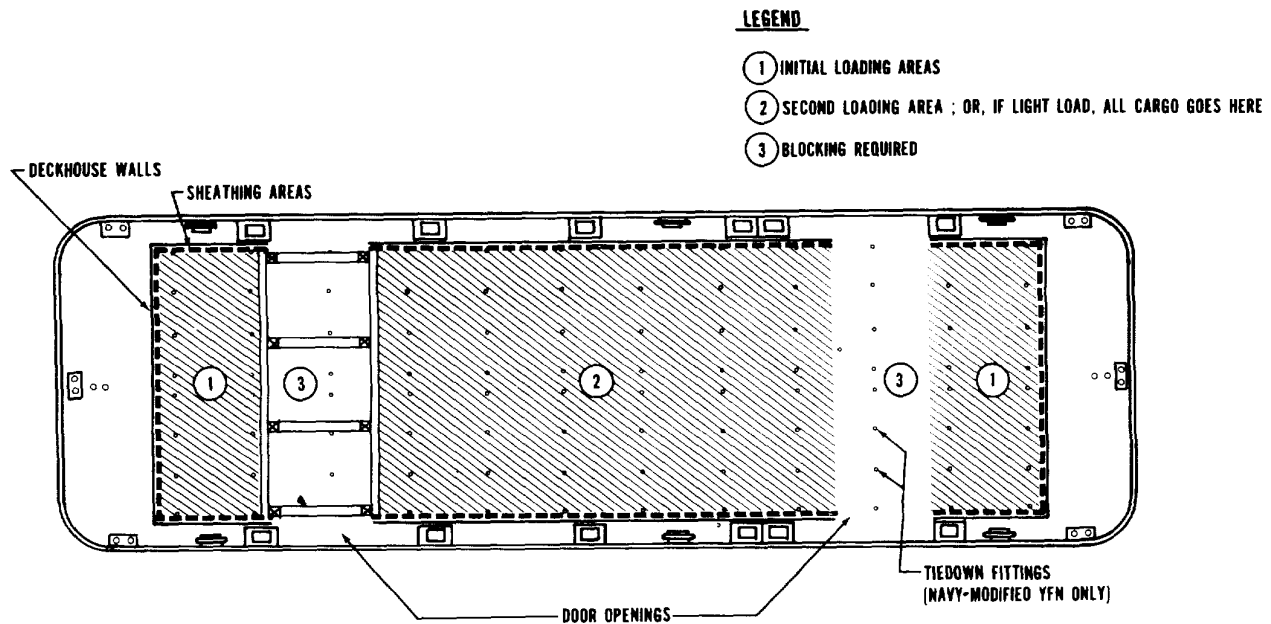 LEGEND
1 INITIAL LOADING AREAS
2 SECOND LOADING AREA ; OR, IF LIGHT LOAD, ALL CARGO GOES HERE
3 BLOCKING REQUIRED
DECKHOUSE WALLS
SHEATHING AREAS
1
3
2
3
1
TIEDOWN FITTINGS
(NAVY-MODIFIED YFN ONLY)
DOOR OPENINGS